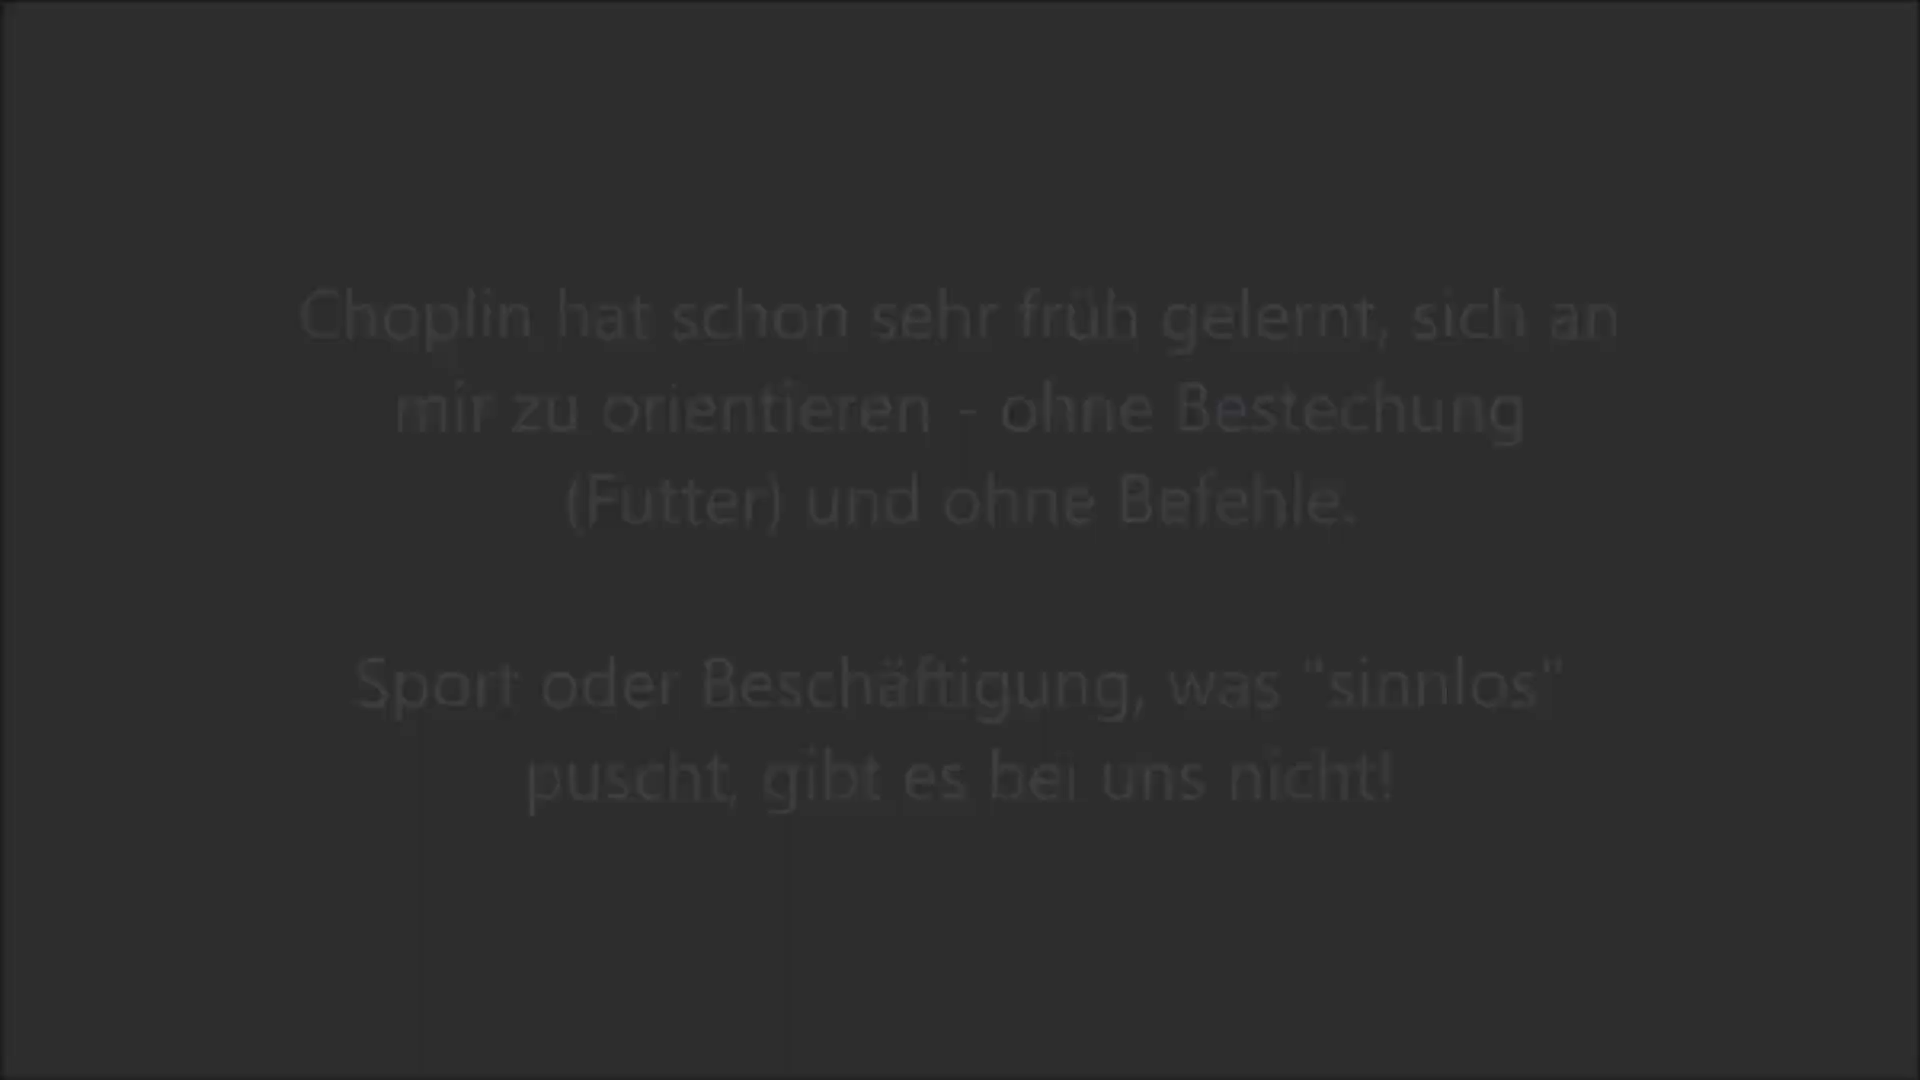 Choplin hat schon sehr früh gelernt, sich an
mir zu orientieren - ohne Bestechung
(Futter) und ohne Befehle.
Sport oder Beschäftigung, was "sinnlos"
puscht, gibt es bei uns nicht!